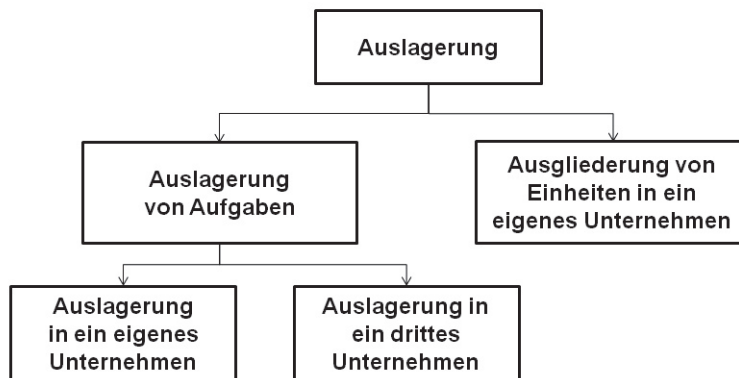 Auslagerung
Auslagerung
von Aufgaben
Ausgliederung von
Einheiten in ein
eigenes Unternehmen
Auslagerung
in ein eigenes
Unternehmen
Auslagerung in
ein drittes
Unternehmen